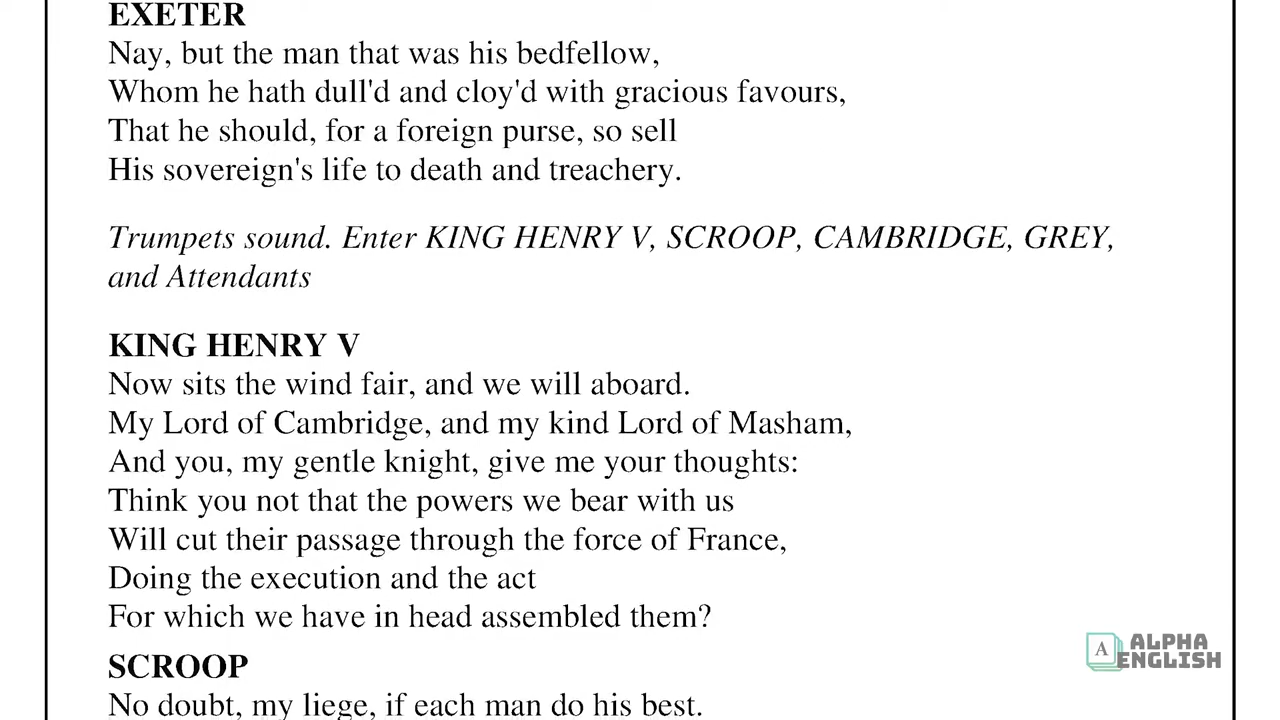 EXETER
Nay, but the man that was his bedfellow,
Whom he hath dull'd and cloy'd with gracious favours,
That he should, for a foreign purse, so sell
His sovereign's life to death and treachery.
Trumpets sound. Enter KING HENRY V, SCROOP, CAMBRIDGE, GREY,
and Attendants
KING HENRY V
Now sits the wind fair, and we will aboard.
My Lord of Cambridge, and my kind Lord of Masham,
And you, my gentle knight, give me your thoughts:
Think you not that the powers we bear with us
Will cut their passage through the force of France,
Doing the execution and the act
For which we have in head assembled them?
SCROOP
No doubt, my liege, if each man do his best.
A
ALPHA
ENGLISH